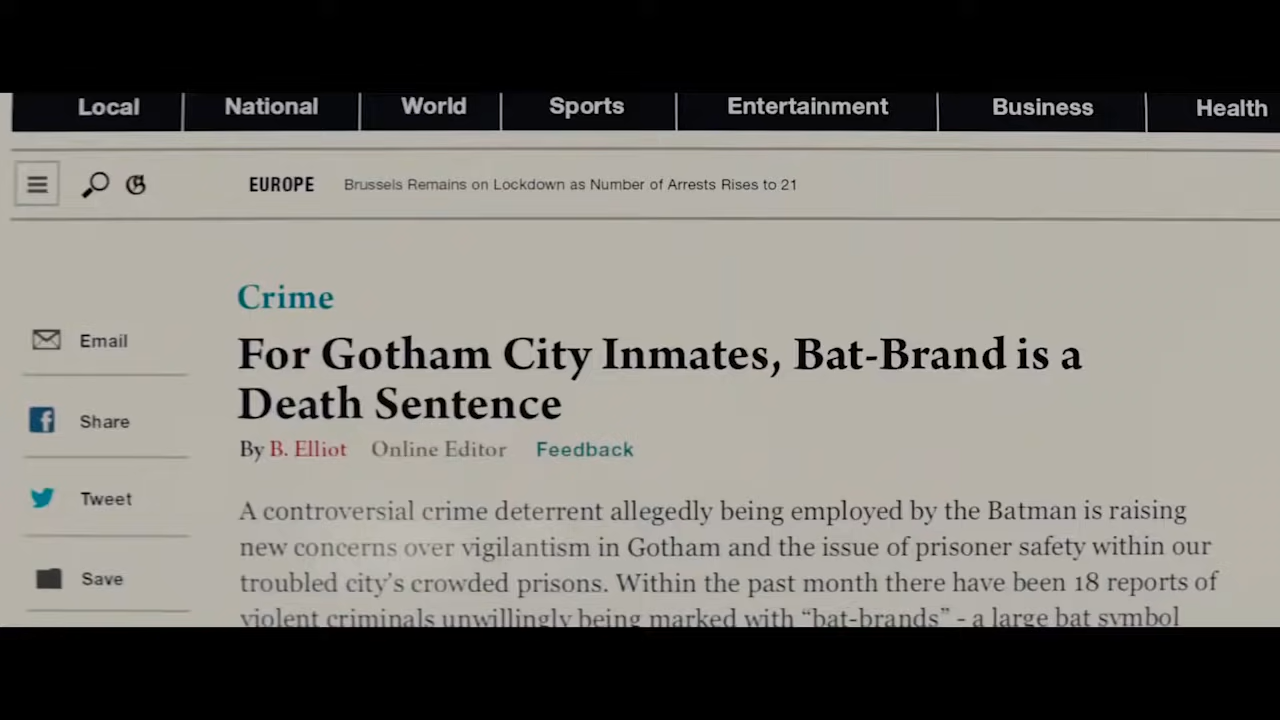 Local National World Sports Entertainment Business Health
EUROPE Brussels Remains on Lockdown as Number of Arrests Rises to 21
Crime
For Gotham City Inmates, Bat-Brand is a
Death Sentence
By B. Elliot Online Editor Feedback
Email
Share
Tweet
Save
A controversial crime deterrent allegedly being employed by the Batman is raising
new concerns over vigilantism in Gotham and the issue of prisoner safety within our
troubled city's crowded prisons. Within the past month there have been 18 reports of
violent criminals unwillingly being marked with “bat-brands” - a large bat symbol